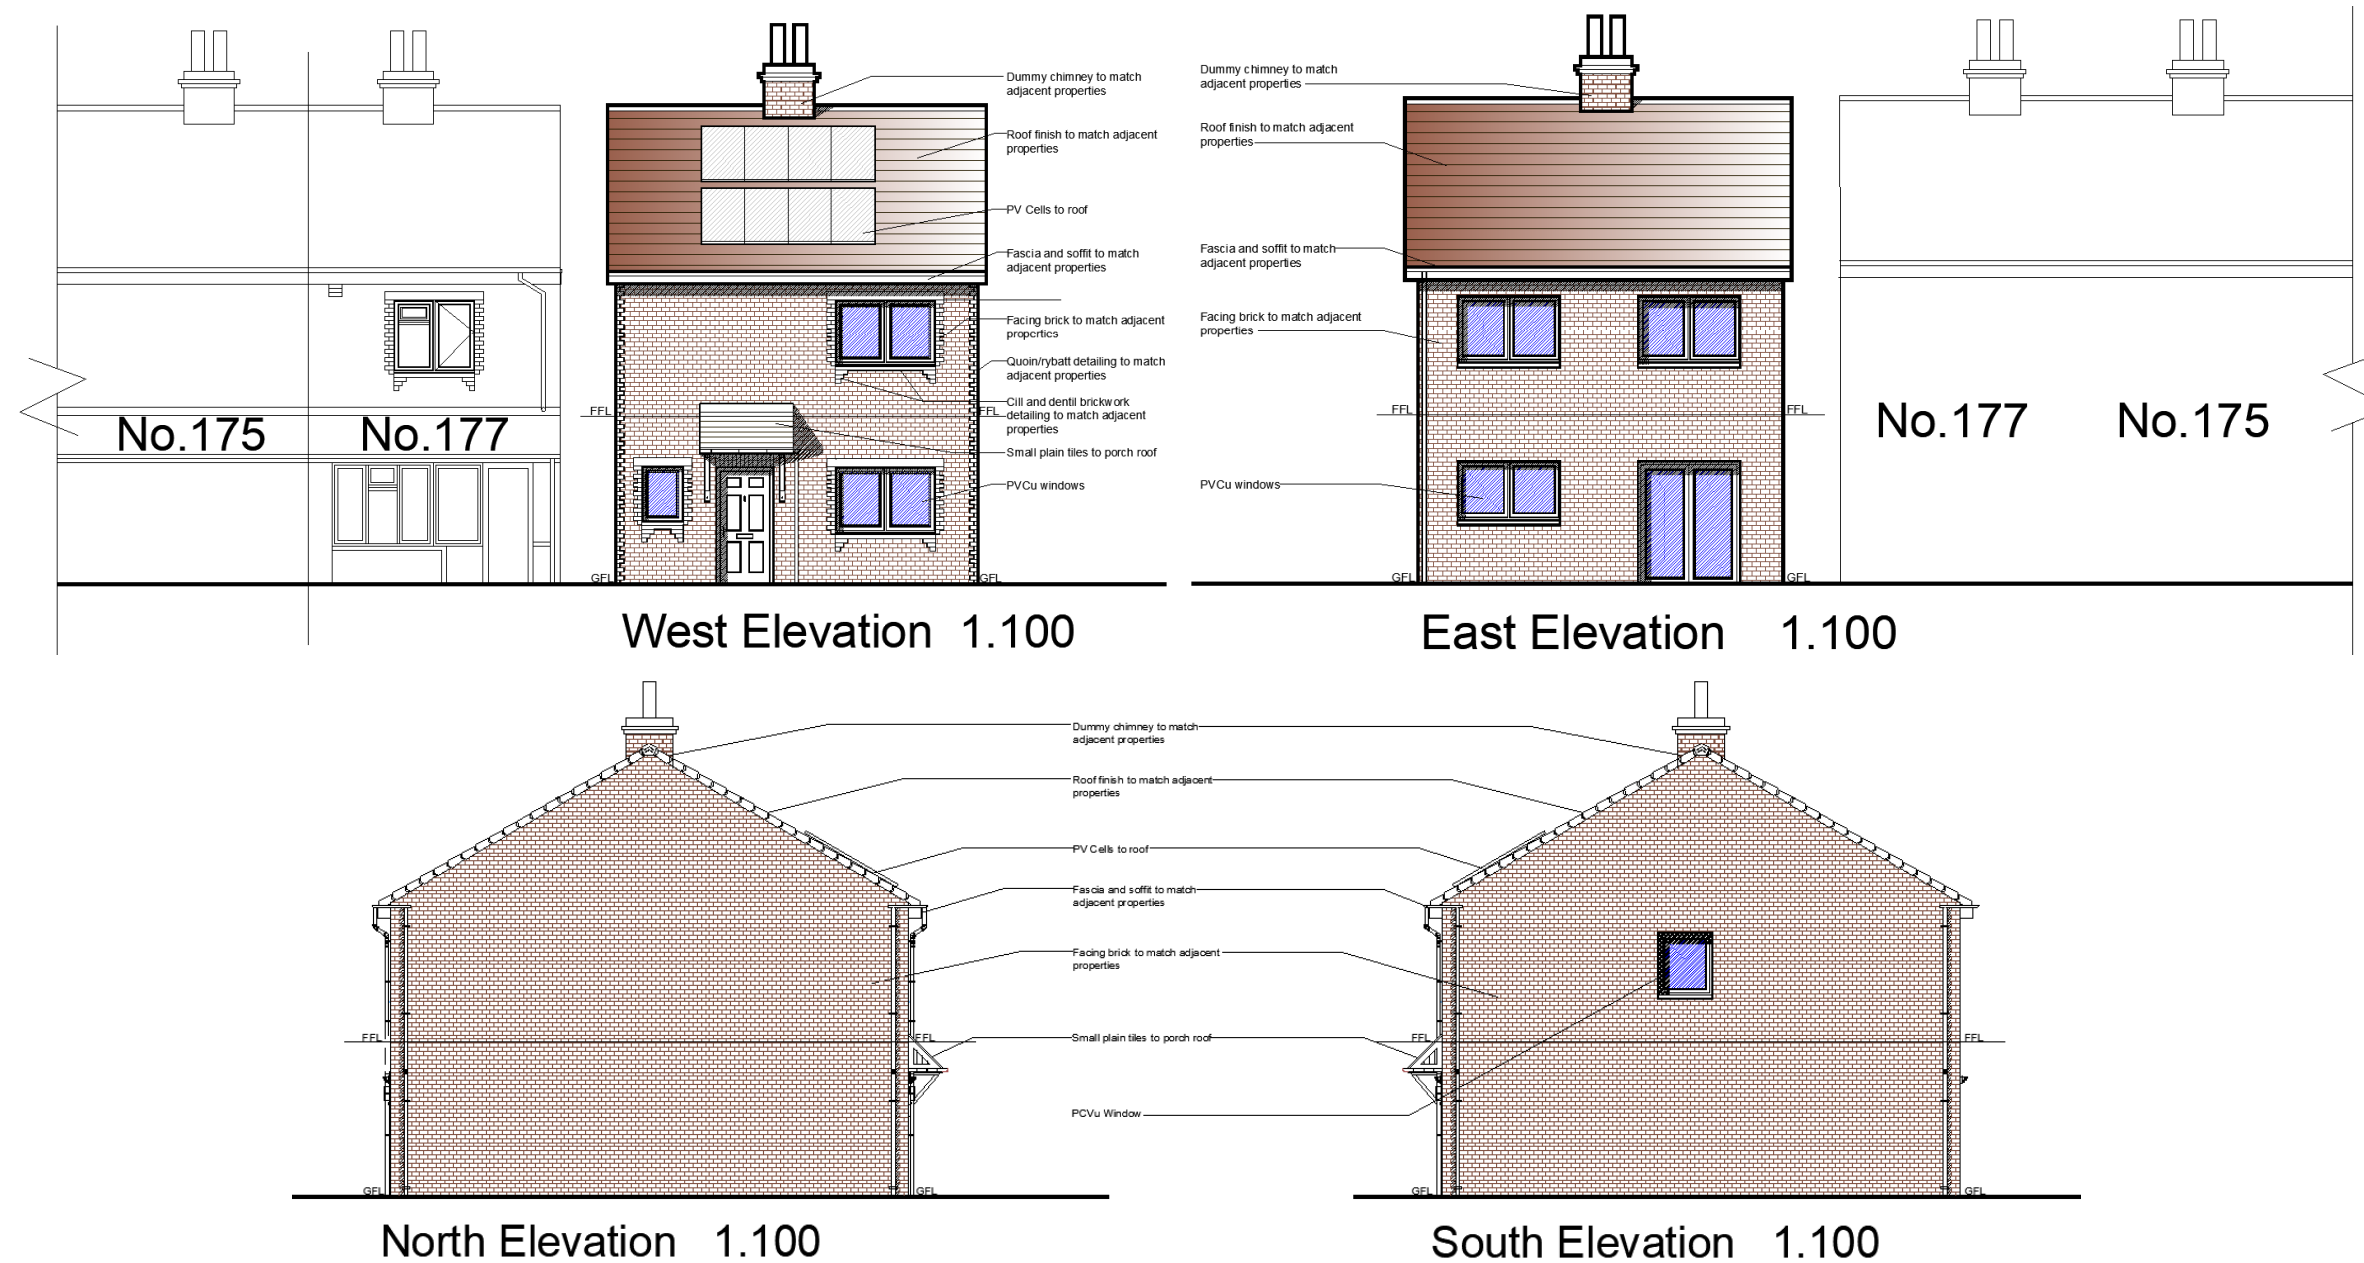 Dummy chimney to match
adjacent properties
Roof finish to match adjacent
properties
PV Cells to roof
Fascia and soffit to match
adjacent properties
Facing brick to match adjacent
properties
Quoin/rybatt detailing to match
adjacent properties
Cill and dentil brickwork
detailing to match adjacent
properties
Small plain tiles to porch roof
PVCu windows
FFL
FFL
GFL
GFL
No.175
No.177
West Elevation 1.100
Dummy chimney to match
adjacent properties
Roof finish to match adjacent
properties
Fascia and soffit to match
adjacent properties
Facing brick to match adjacent
properties
PVCu windows
FFL
FFL
GFL
GFL
No.177
No.175
East Elevation 1.100
Dummy chimney to match
adjacent properties
Roof finish to match adjacent
properties
PV Cells to roof
Fascia and soffit to match
adjacent properties
Facing brick to match adjacent
properties
Small plain tiles to porch roof
PCVu Window
FFL
FFL
GFL
GFL
North Elevation 1.100
FFL
FFL
GFL
GFL
South Elevation 1.100